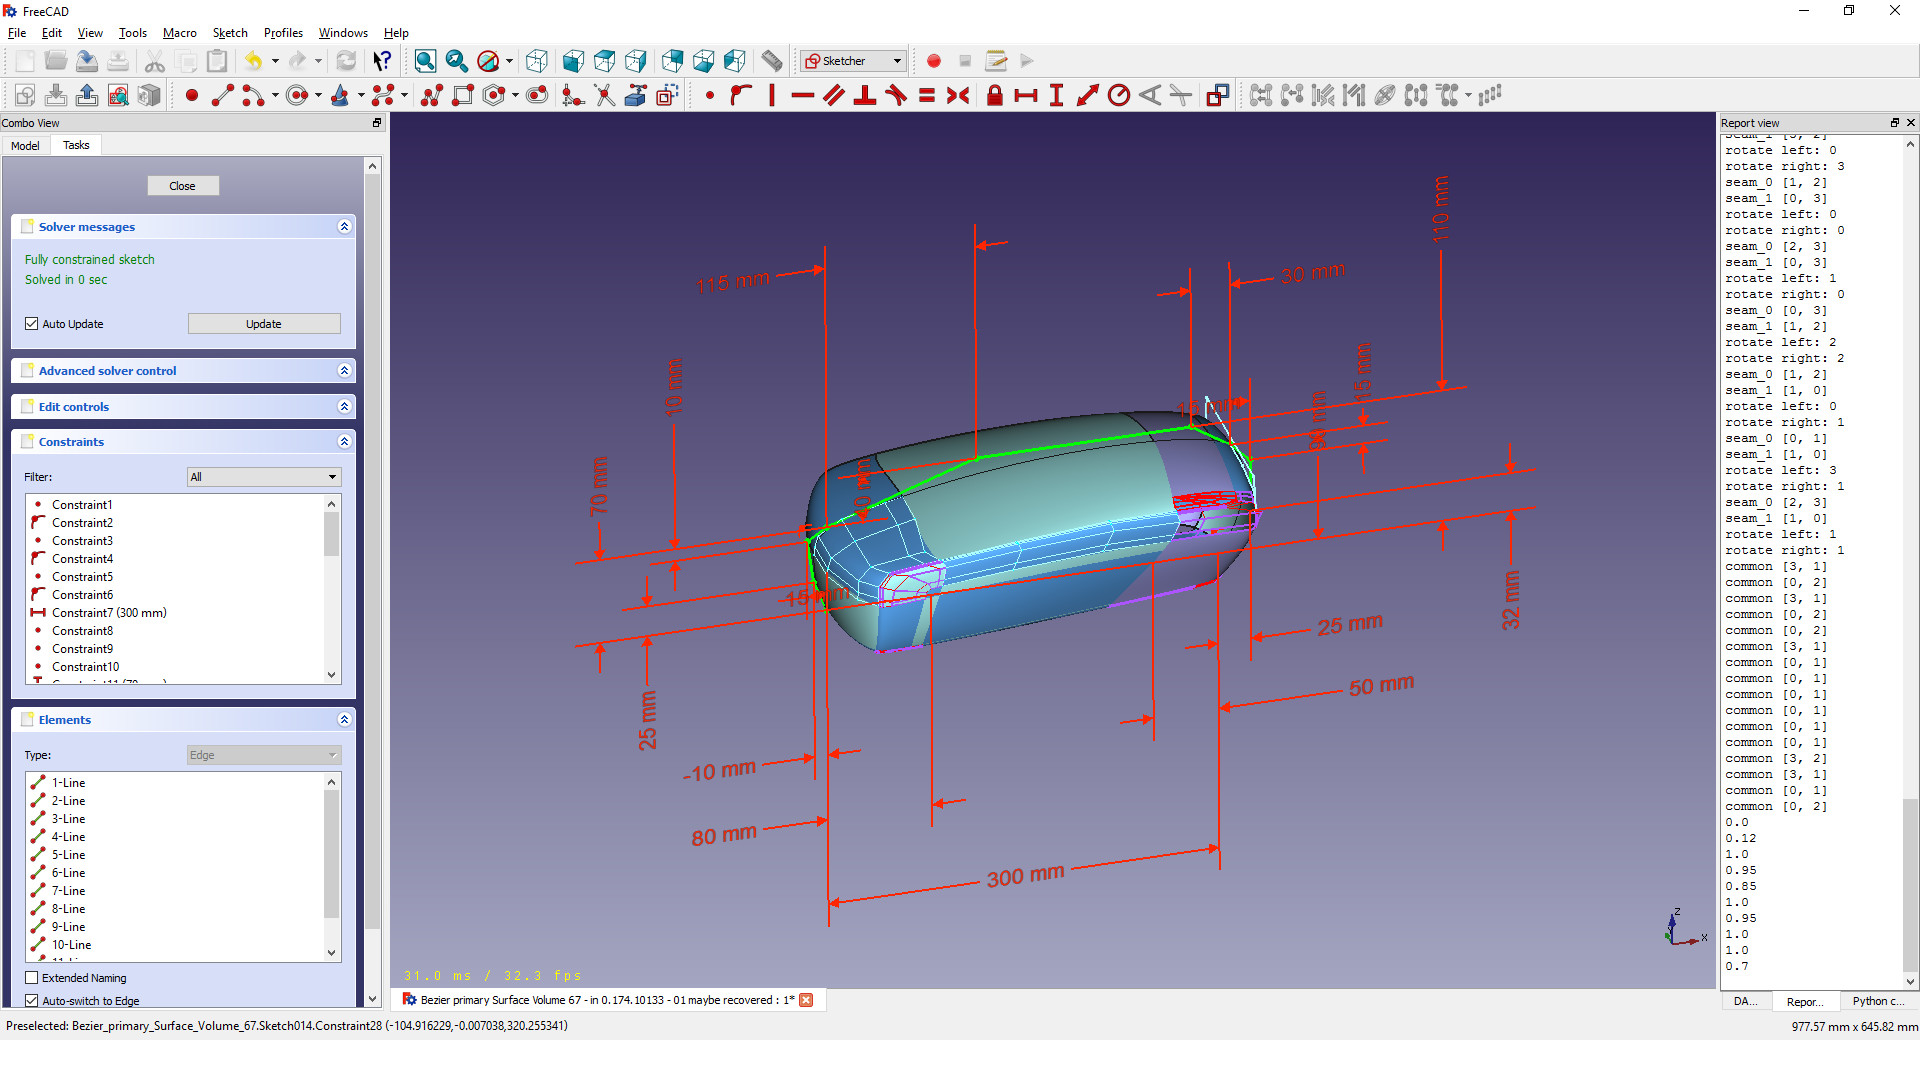 FreeCAD
File Edit View Tools Macro Sketch Profiles Windows Help
Sketcher
Combo View
Model Tasks
Close
Solver messages
Fully constrained sketch
Solved in 0 sec
Auto Update Update
Advanced solver control
Edit controls
Constraints
Filter: All
Constraint1
Constraint2
Constraint3
Constraint4
Constraint5
Constraint6
Constraint7 (300 mm)
Constraint8
Constraint9
Constraint10
Elements
Type: Edge
1-Line
2-Line
3-Line
4-Line
5-Line
6-Line
7-Line
8-Line
9-Line
10-Line
Extended Naming
Auto-switch to Edge
115 mm
30 mm
110 mm
10 mm
15 mm
15 mm
90 mm
70 mm
40 mm
15 mm
32 mm
25 mm
25 mm
50 mm
-10 mm
80 mm
300 mm
Z
X
31.0 ms / 32.3 fps
Bezier primary Surface Volume 67 - in 0.174.10133 - 01 maybe recovered : 1*
Report view
seam_1 [3, 2]
rotate left: 0
rotate right: 3
seam_0 [1, 2]
seam_1 [0, 3]
rotate left: 0
rotate right: 0
seam_0 [2, 3]
seam_1 [0, 3]
rotate left: 1
rotate right: 0
seam_0 [0, 3]
seam_1 [1, 2]
rotate left: 2
rotate right: 2
seam_0 [1, 2]
seam_1 [1, 0]
rotate left: 0
rotate right: 1
seam_0 [0, 1]
seam_1 [1, 0]
rotate left: 3
rotate right: 1
seam_0 [2, 3]
seam_1 [1, 0]
rotate left: 1
rotate right: 1
common [3, 1]
common [0, 2]
common [3, 1]
common [0, 2]
common [0, 2]
common [3, 1]
common [0, 1]
common [0, 1]
common [0, 1]
common [0, 1]
common [0, 1]
common [0, 1]
common [3, 2]
common [3, 1]
common [0, 1]
common [0, 2]
0.0
0.12
1.0
0.95
0.85
1.0
0.95
1.0
1.0
0.7
DA... Repor... Python c...
Preselected: Bezier_primary_Surface_Volume_67.Sketch014.Constraint28 (-104.916229,-0.007038,320.255341)
977.57 mm x 645.82 mm